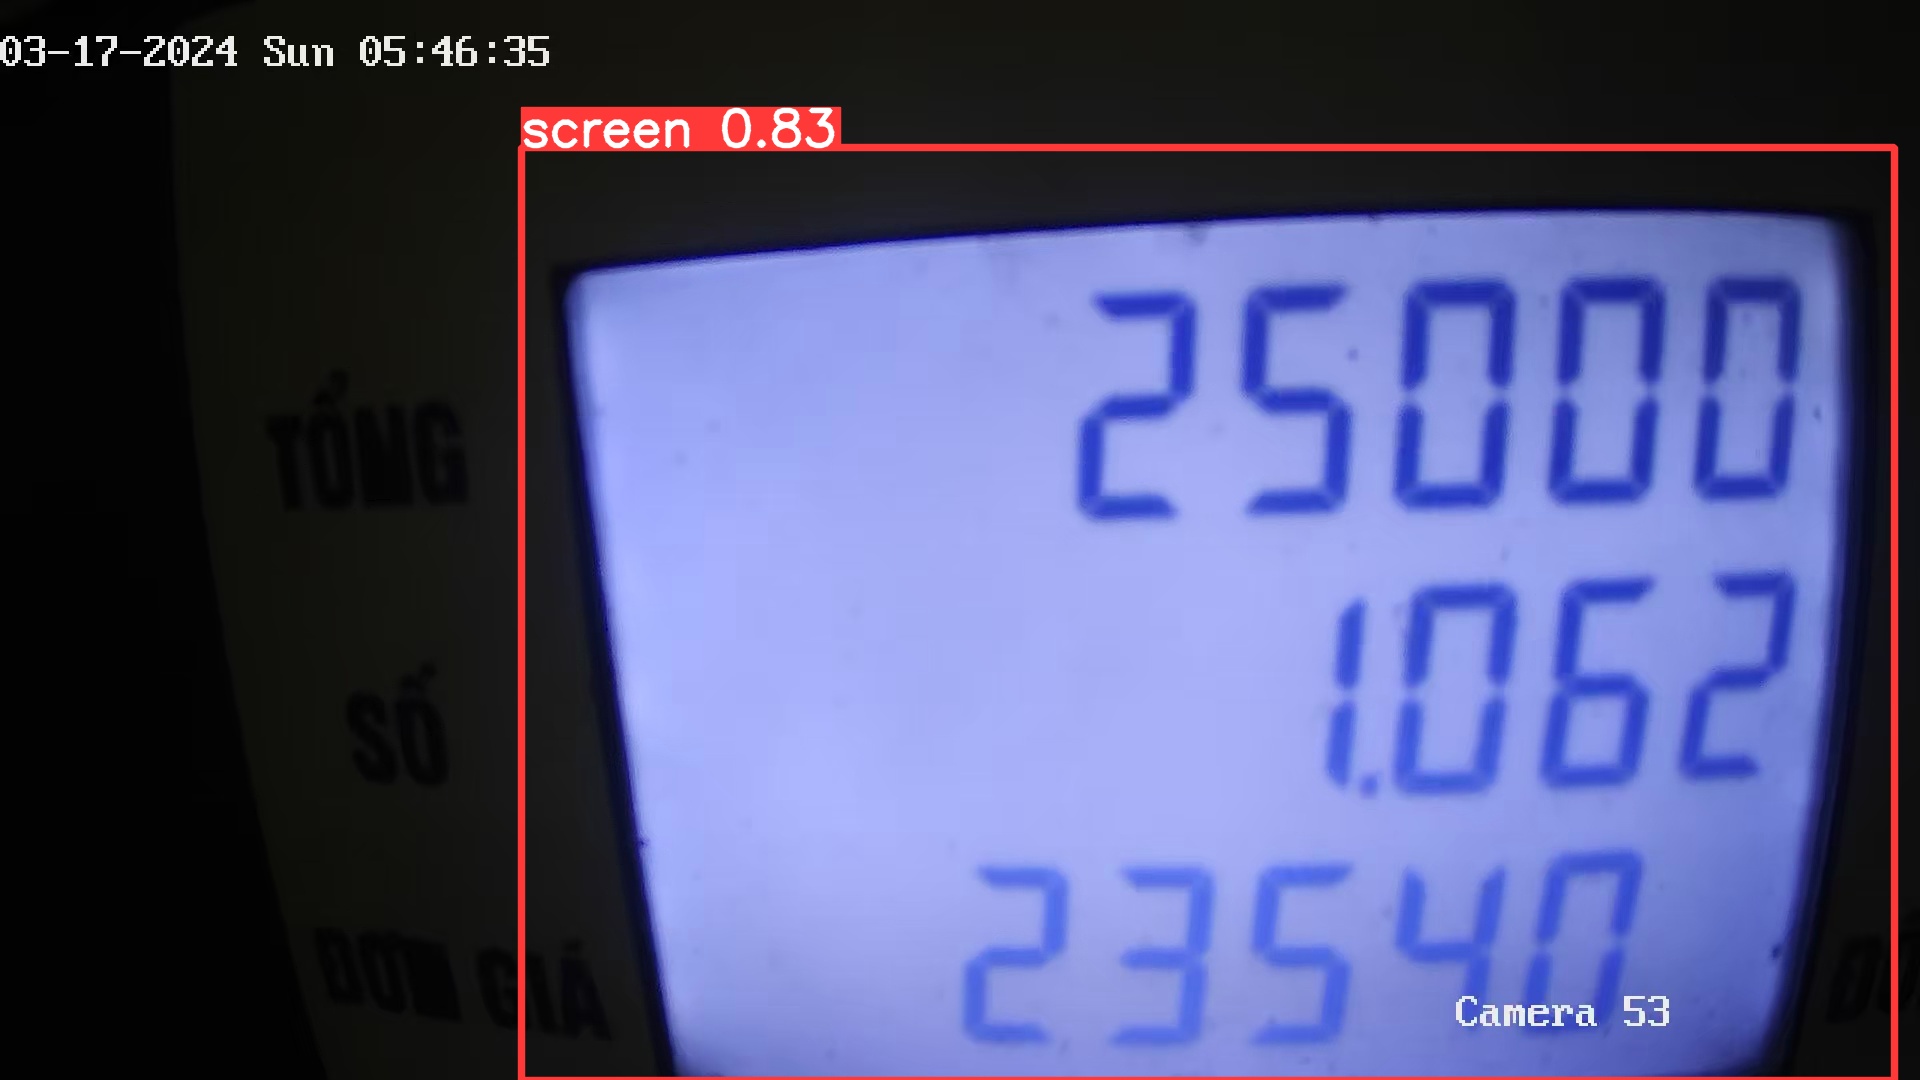 03-17-2024 Sun 05:46:35
screen 0.83
TỔNG
25000
SỐ
1.062
ĐƠN GIÁ
23540
Camera 53